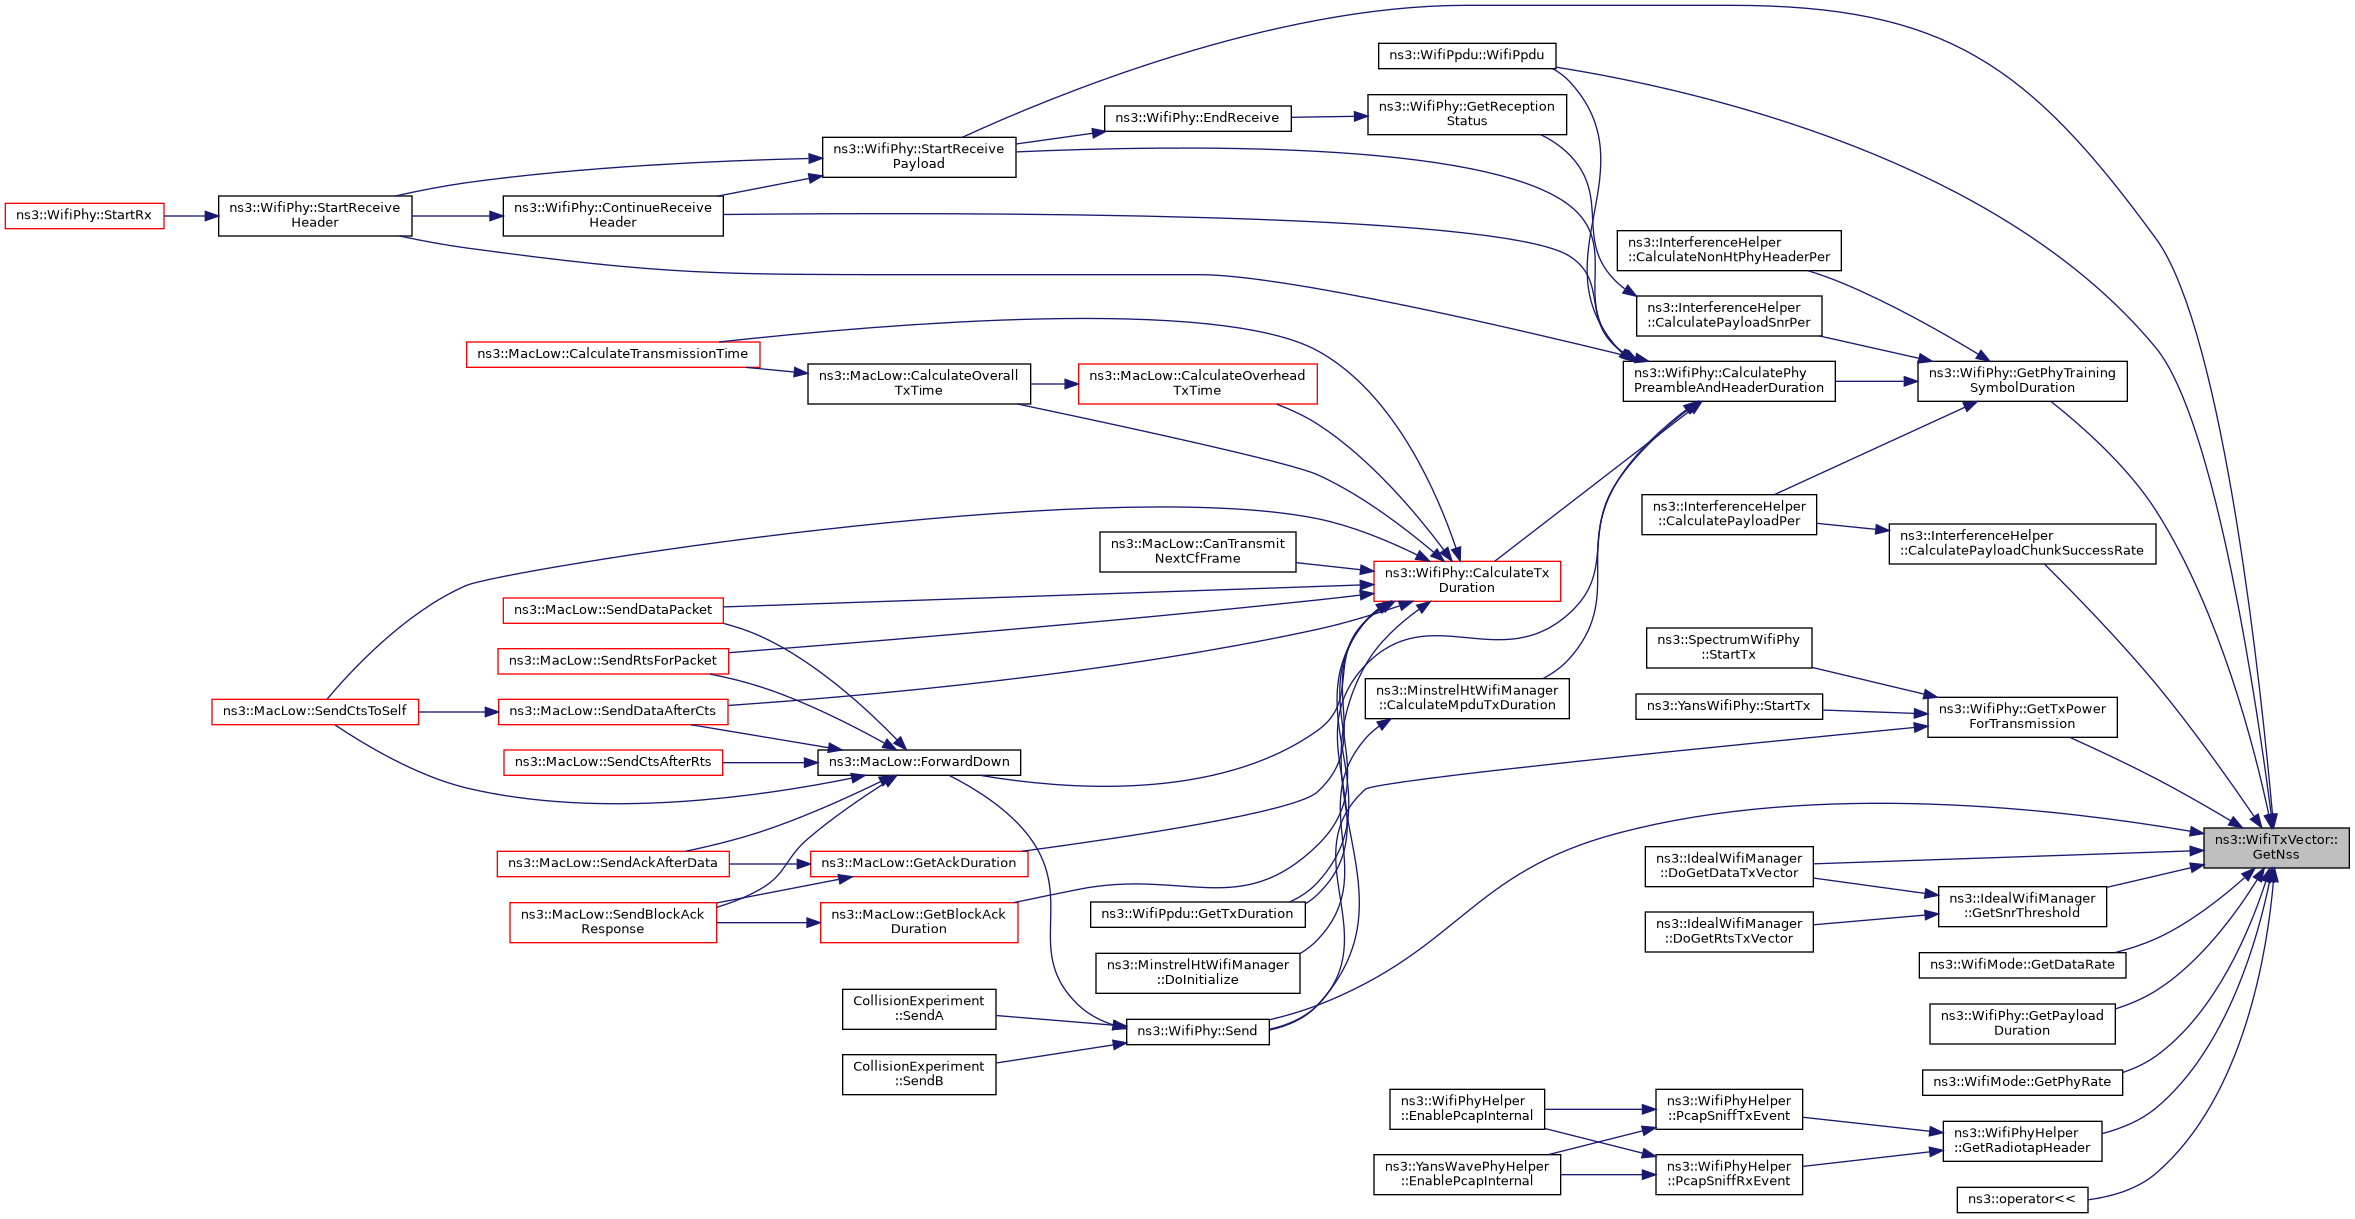 ns3::WifiPpdu::WifiPpdu
ns3::WifiPhy::GetReception
Status
ns3::WifiPhy::EndReceive
ns3::WifiPhy::StartReceive
Payload
ns3::WifiPhy::StartRx
ns3::WifiPhy::StartReceive
Header
ns3::WifiPhy::ContinueReceive
Header
ns3::InterferenceHelper
::CalculateNonHtPhyHeaderPer
ns3::InterferenceHelper
::CalculatePayloadSnrPer
ns3::MacLow::CalculateTransmissionTime
ns3::MacLow::CalculateOverall
TxTime
ns3::MacLow::CalculateOverhead
TxTime
ns3::WifiPhy::CalculatePhy
PreambleAndHeaderDuration
ns3::WifiPhy::GetPhyTraining
SymbolDuration
ns3::InterferenceHelper
::CalculatePayloadPer
ns3::InterferenceHelper
::CalculatePayloadChunkSuccessRate
ns3::MacLow::CanTransmit
NextCfFrame
ns3::WifiPhy::CalculateTx
Duration
ns3::MacLow::SendDataPacket
ns3::MacLow::SendRtsForPacket
ns3::SpectrumWifiPhy
::StartTx
ns3::MacLow::SendCtsToSelf
ns3::MacLow::SendDataAfterCts
ns3::MinstrelHtWifiManager
::CalculateMpduTxDuration
ns3::YansWifiPhy::StartTx
ns3::WifiPhy::GetTxPower
ForTransmission
ns3::MacLow::SendCtsAfterRts
ns3::MacLow::ForwardDown
ns3::WifiTxVector::
GetNss
ns3::MacLow::SendAckAfterData
ns3::MacLow::GetAckDuration
ns3::IdealWifiManager
::DoGetDataTxVector
ns3::IdealWifiManager
::GetSnrThreshold
ns3::MacLow::SendBlockAck
Response
ns3::MacLow::GetBlockAck
Duration
ns3::WifiPpdu::GetTxDuration
ns3::IdealWifiManager
::DoGetRtsTxVector
ns3::MinstrelHtWifiManager
::DoInitialize
ns3::WifiMode::GetDataRate
CollisionExperiment
::SendA
ns3::WifiPhy::Send
ns3::WifiPhy::GetPayload
Duration
CollisionExperiment
::SendB
ns3::WifiMode::GetPhyRate
ns3::WifiPhyHelper
::EnablePcapInternal
ns3::WifiPhyHelper
::PcapSniffTxEvent
ns3::WifiPhyHelper
::GetRadiotapHeader
ns3::YansWavePhyHelper
::EnablePcapInternal
ns3::WifiPhyHelper
::PcapSniffRxEvent
ns3::operator<<